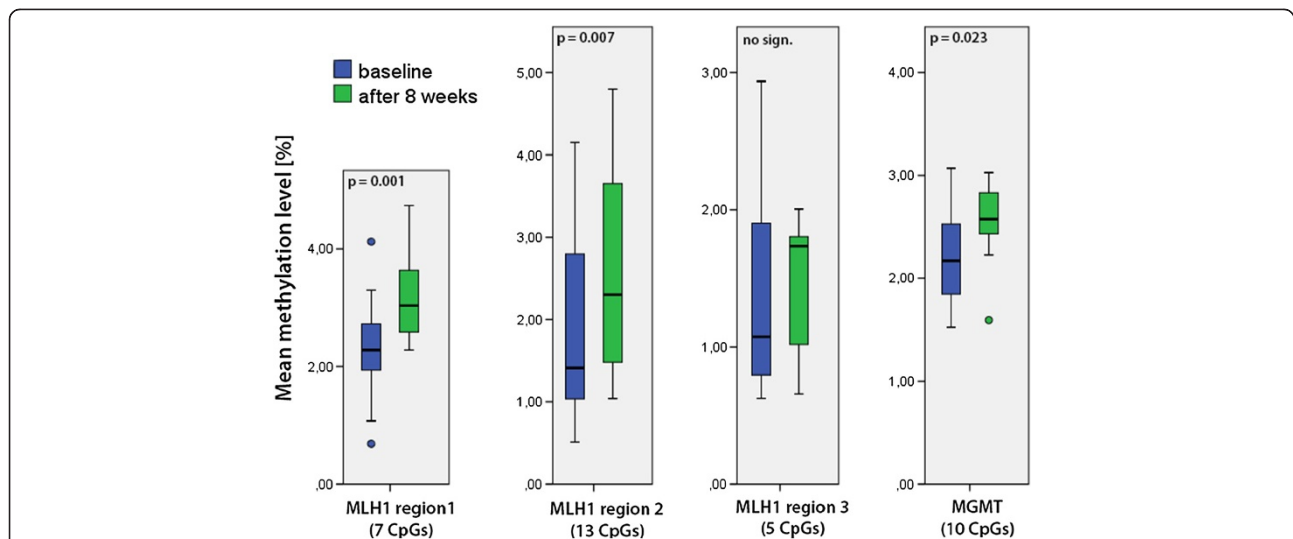 baseline
after 8 weeks
Mean methylation level [%]
p = 0.001
4,00
2,00
,00
MLH1 region1
(7 CpGs)
p = 0.007
5,00
4,00
3,00
2,00
1,00
,00
MLH1 region 2
(13 CpGs)
no sign.
3,00
2,00
1,00
,00
MLH1 region 3
(5 CpGs)
p = 0.023
4,00
3,00
2,00
1,00
,00
MGMT
(10 CpGs)